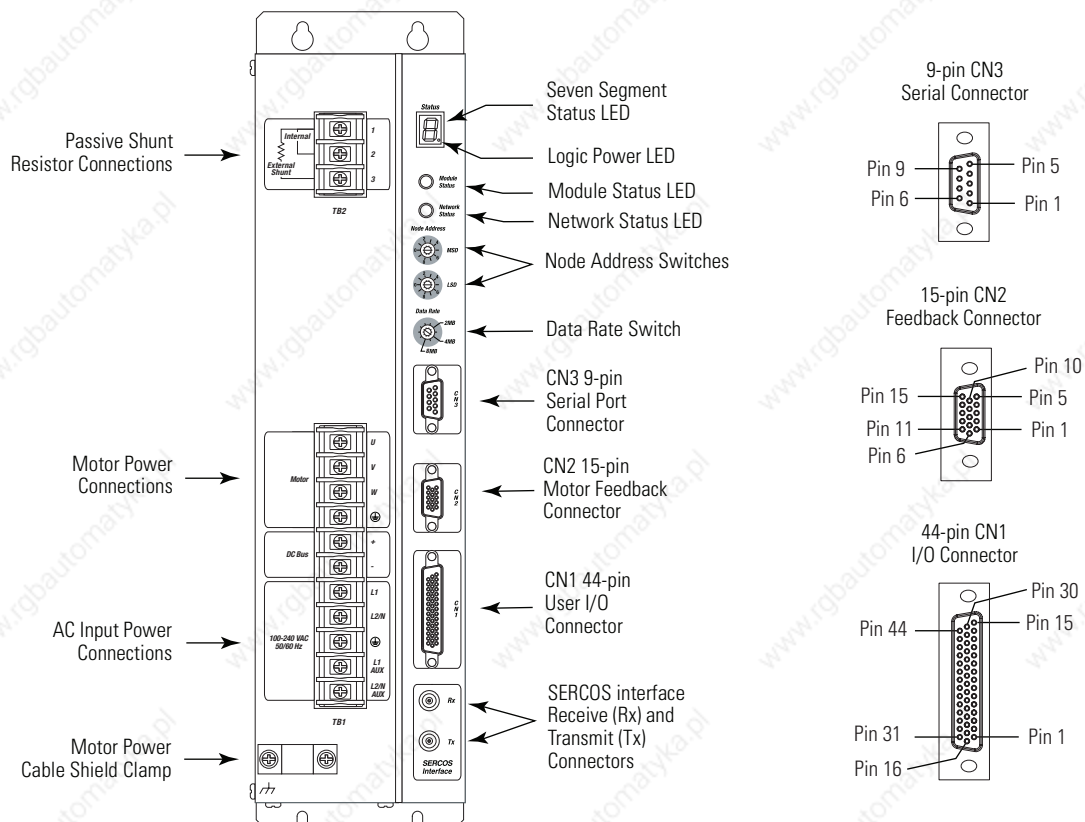 Passive Shunt
Resistor Connections
Motor Power
Connections
AC Input Power
Connections
Motor Power
Cable Shield Clamp
Internal
External
Shunt
1
2
3
TB2
Motor
U
V
W
DC Bus
+
-
100-240 VAC
50/60 Hz
L1
L2/N
L1
AUX
L2/N
AUX
TB1
Status
Module
Status
Network
Status
Node Address
MSD
LSD
Data Rate
2MB
4MB
8MB
CN3
CN2
CN1
Rx
Tx
SERCOS
Interface
Seven Segment
Status LED
Logic Power LED
Module Status LED
Network Status LED
Node Address Switches
Data Rate Switch
CN3 9-pin
Serial Port
Connector
CN2 15-pin
Motor Feedback
Connector
CN1 44-pin
User I/O
Connector
SERCOS interface
Receive (Rx) and
Transmit (Tx)
Connectors
9-pin CN3
Serial Connector
Pin 9
Pin 5
Pin 6
Pin 1
15-pin CN2
Feedback Connector
Pin 10
Pin 15
Pin 5
Pin 11
Pin 1
Pin 6
44-pin CN1
I/O Connector
Pin 30
Pin 15
Pin 44
Pin 31
Pin 1
Pin 16
www.rgbautomatyka.pl